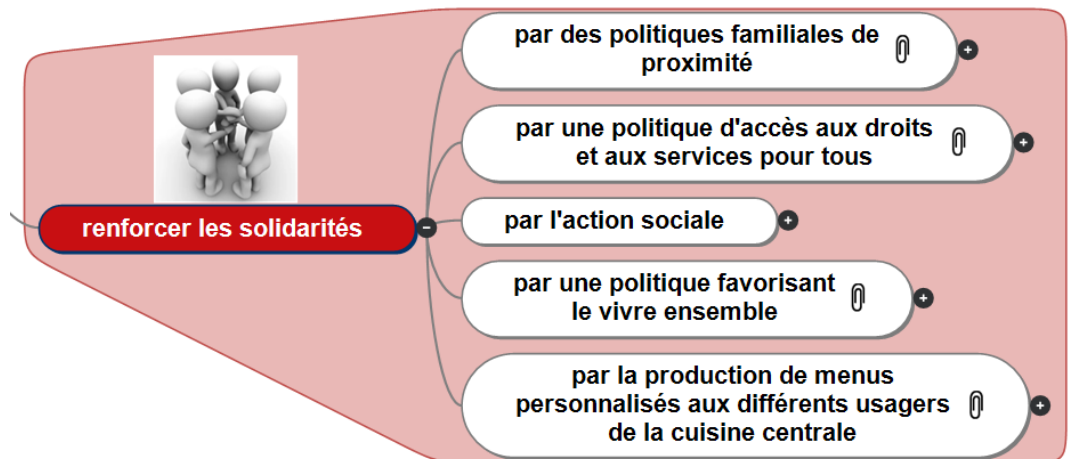 par des politiques familiales de
proximité
par une politique d'accès aux droits
et aux services pour tous
renforcer les solidarités
par l'action sociale
par une politique favorisant
le vivre ensemble
par la production de menus
personnalisés aux différents usagers
de la cuisine centrale